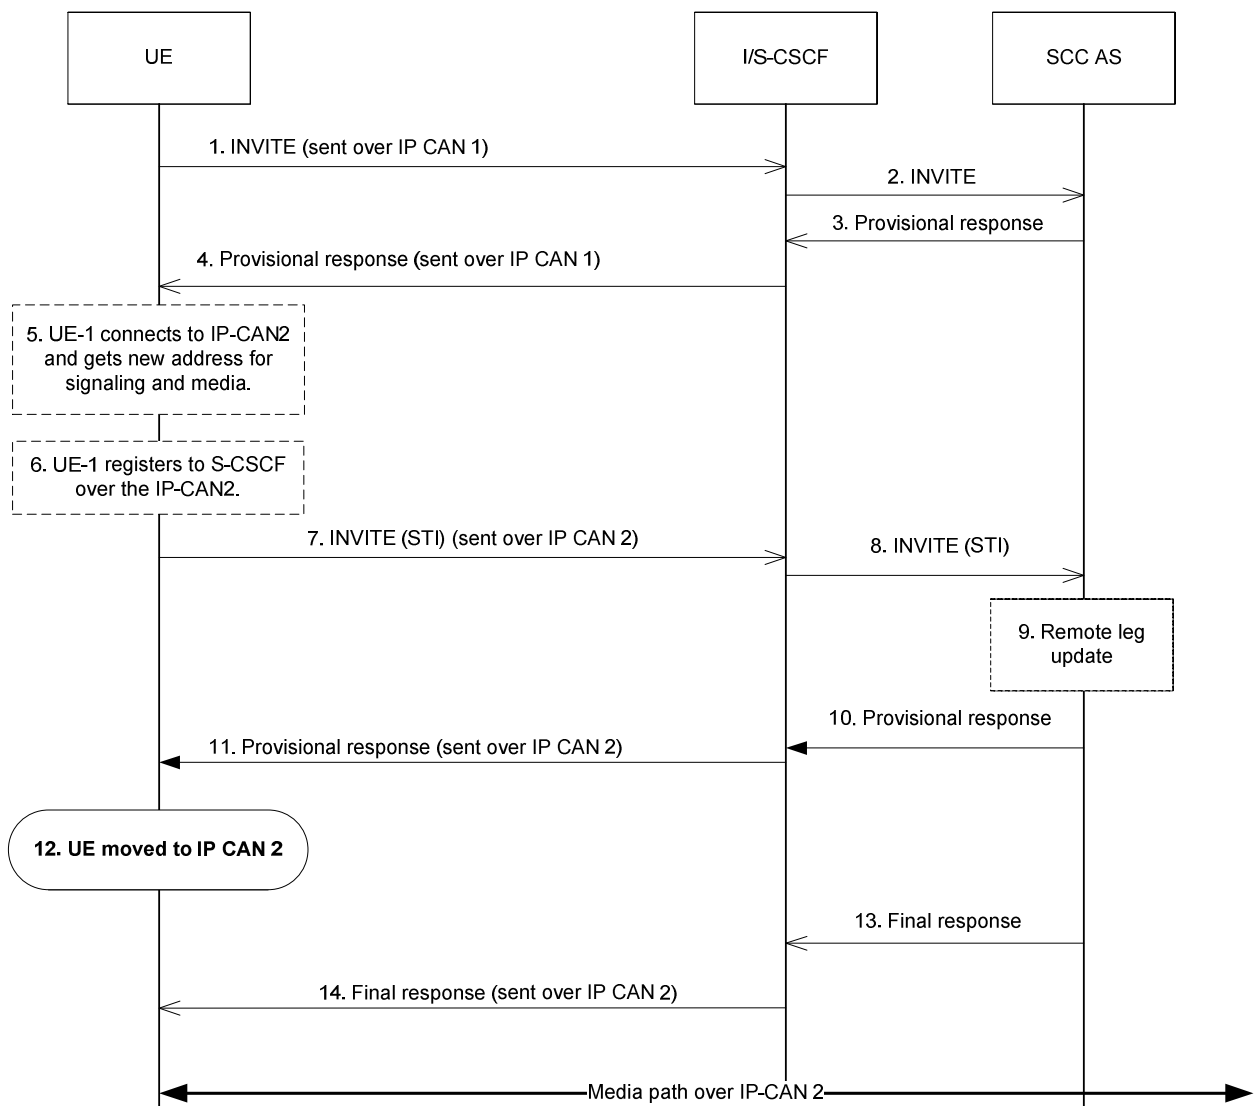 UE
I/S-CSCF
SCC AS
1. INVITE (sent over IP CAN 1)
2. INVITE
3. Provisional response
4. Provisional response (sent over IP CAN 1)
5. UE-1 connects to IP-CAN2
and gets new address for
signaling and media.
6. UE-1 registers to S-CSCF
over the IP-CAN2.
7. INVITE (STI) (sent over IP CAN 2)
8. INVITE (STI)
9. Remote leg
update
10. Provisional response
11. Provisional response (sent over IP CAN 2)
12. UE moved to IP CAN 2
13. Final response
14. Final response (sent over IP CAN 2)
Media path over IP-CAN 2